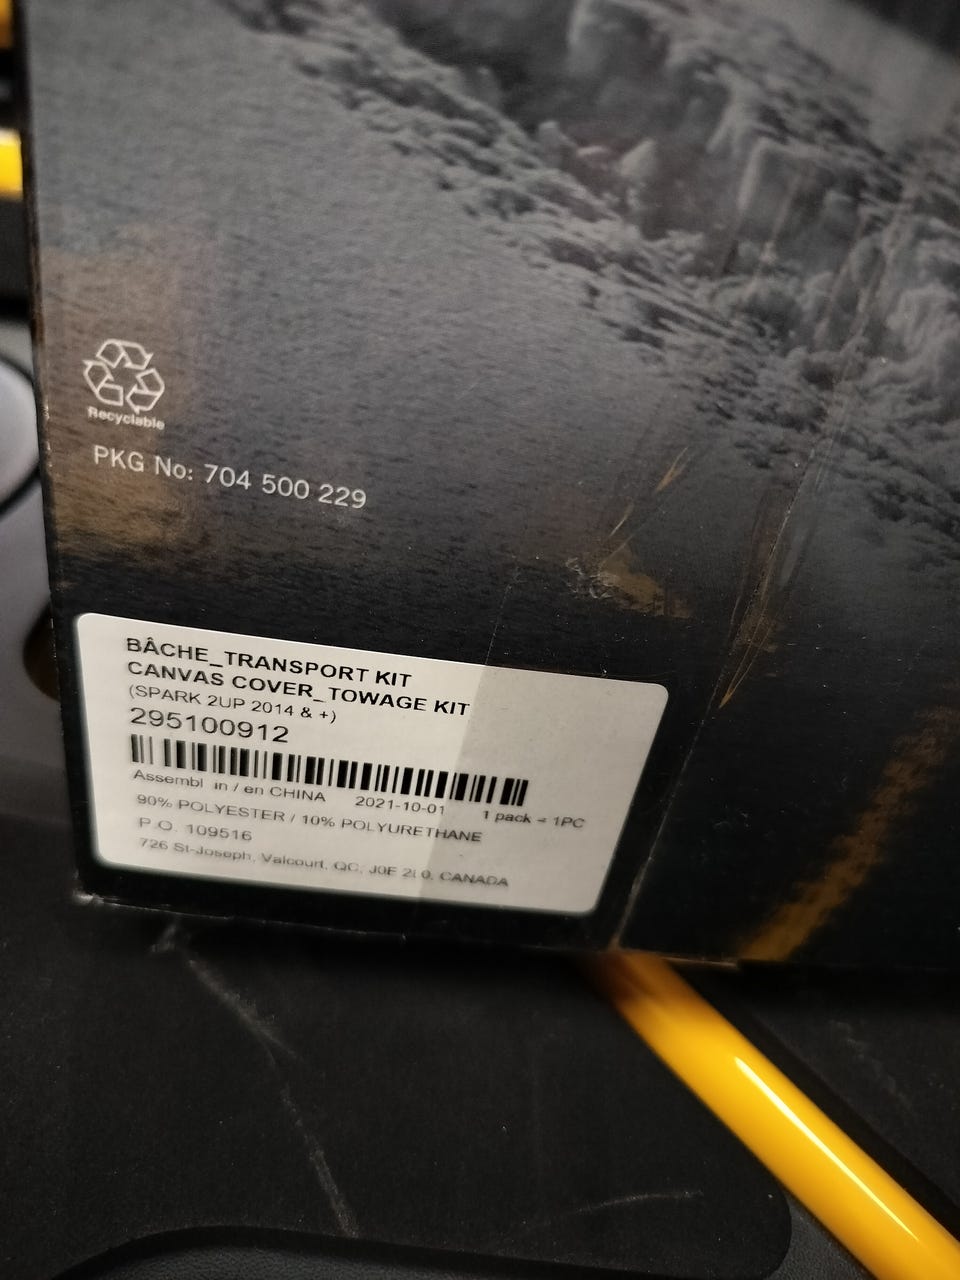 Recyclable
PKG No: 704 500 229
BÂCHE_TRANSPORT KIT
CANVAS COVER_TOWAGE KIT
(SPARK 2UP 2014 & +)
295100912
Assembl in / en CHINA 2021-10-01 1 pack = 1PC
90% POLYESTER / 10% POLYURETHANE
P.O. 109516
726 St-Joseph, Valcourt, QC, J0E 2L0, CANADA